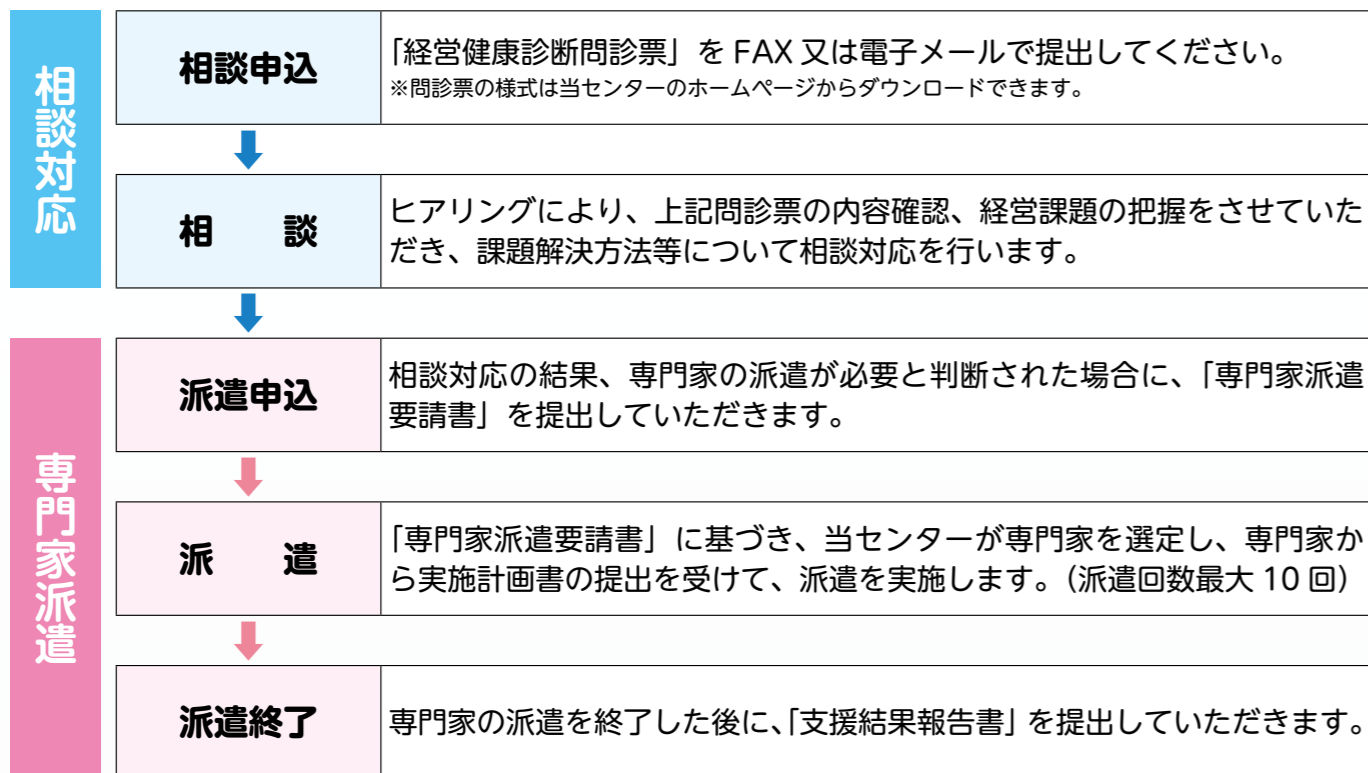 相談対応
相談申込
「経営健康診断問診票」を FAX 又は電子メールで提出してください。
※問診票の様式は当センターのホームページからダウンロードできます。
相　談
ヒアリングにより、上記問診票の内容確認、経営課題の把握をさせていた
だき、課題解決方法等について相談対応を行います。
専門家派遣
派遣申込
相談対応の結果、専門家の派遣が必要と判断された場合に、「専門家派遣
要請書」を提出していただきます。
派　遣
「専門家派遣要請書」に基づき、当センターが専門家を選定し、専門家か
ら実施計画書の提出を受けて、派遣を実施します。（派遣回数最大 10 回）
派遣終了
専門家の派遣を終了した後に、「支援結果報告書」を提出していただきます。